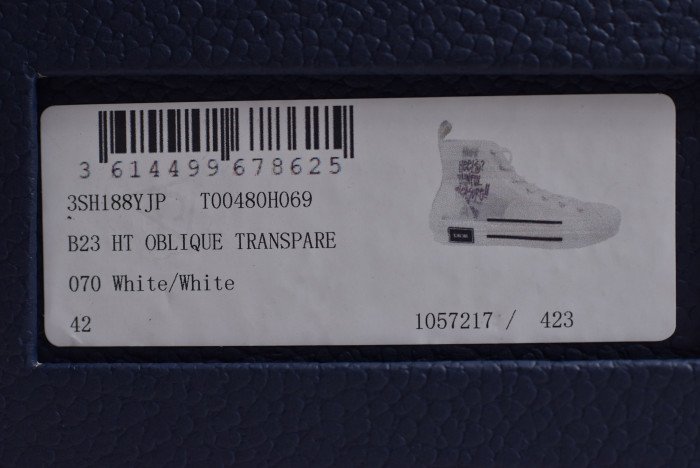 3 614499 678625
3SH188YJP T00480H069
B23 HT OBLIQUE TRANSPARE
070 White/White
42
1057217 / 423